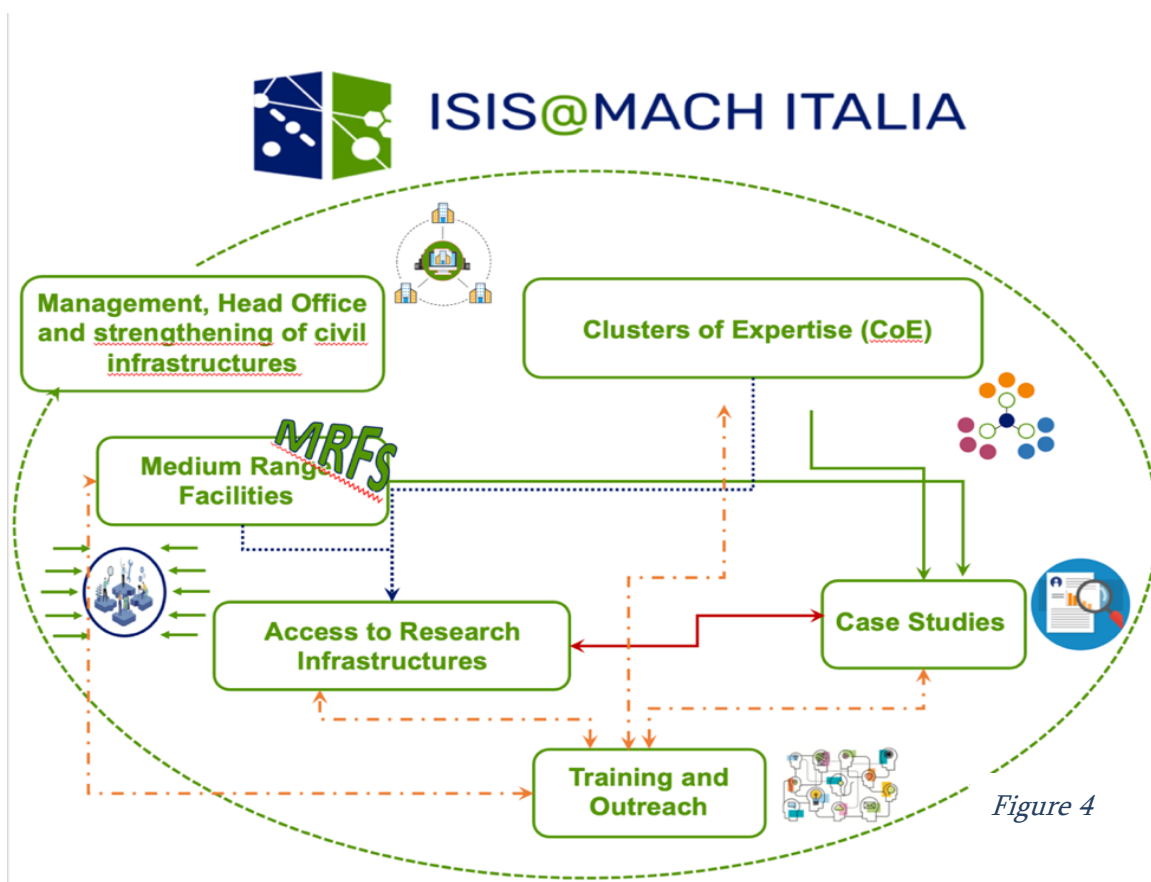 ISIS@MACH ITALIA
Management, Head Office
and strengthening of civil
infrastructures
Clusters of Expertise (CoE)
MRFs
Medium Range
Facilities
Access to Research
Infrastructures
Case Studies
Training and
Outreach
Figure 4